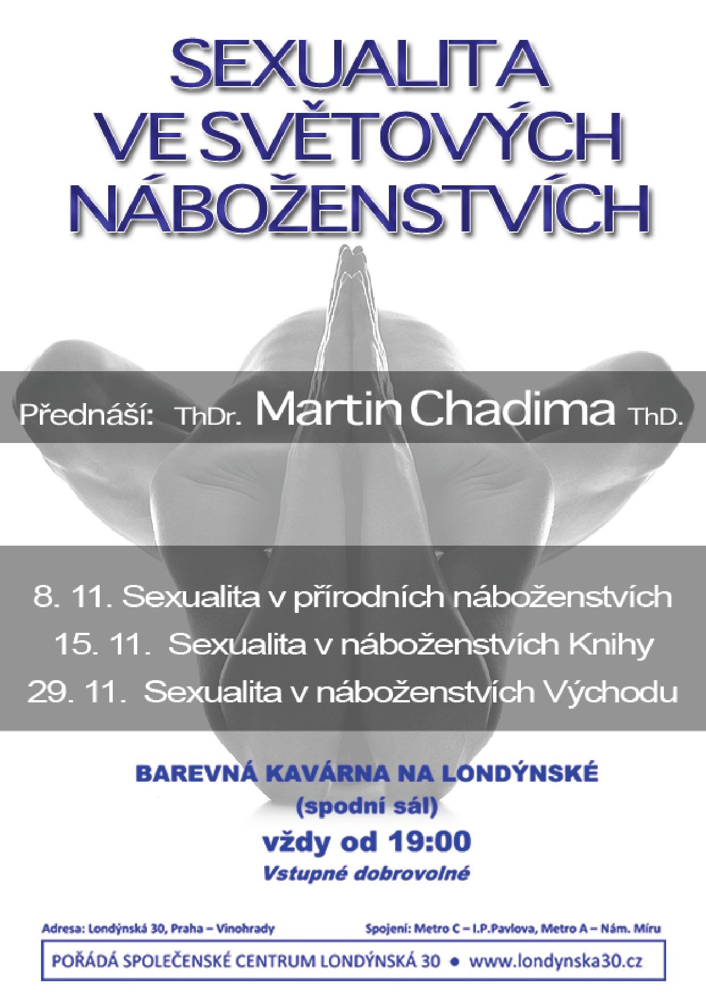 SEXUALITA
VE SVĚTOVÝCH
NÁBOŽENSTVÍCH
Přednáší: ThDr. Martin Chadima ThD.
8. 11. Sexualita v přírodních náboženstvích
15. 11. Sexualita v náboženstvích Knihy
29. 11. Sexualita v náboženstvích Východu
BAREVNÁ KAVÁRNA NA LONDÝNSKÉ
(spodní sál)
vždy od 19:00
Vstupné dobrovolné
Adresa: Londýnská 30, Praha – Vinohrady
Spojení: Metro C – I.P.Pavlova, Metro A – Nám. Míru
POŘÁDÁ SPOLEČENSKÉ CENTRUM LONDÝNSKÁ 30 ● www.londynska30.cz